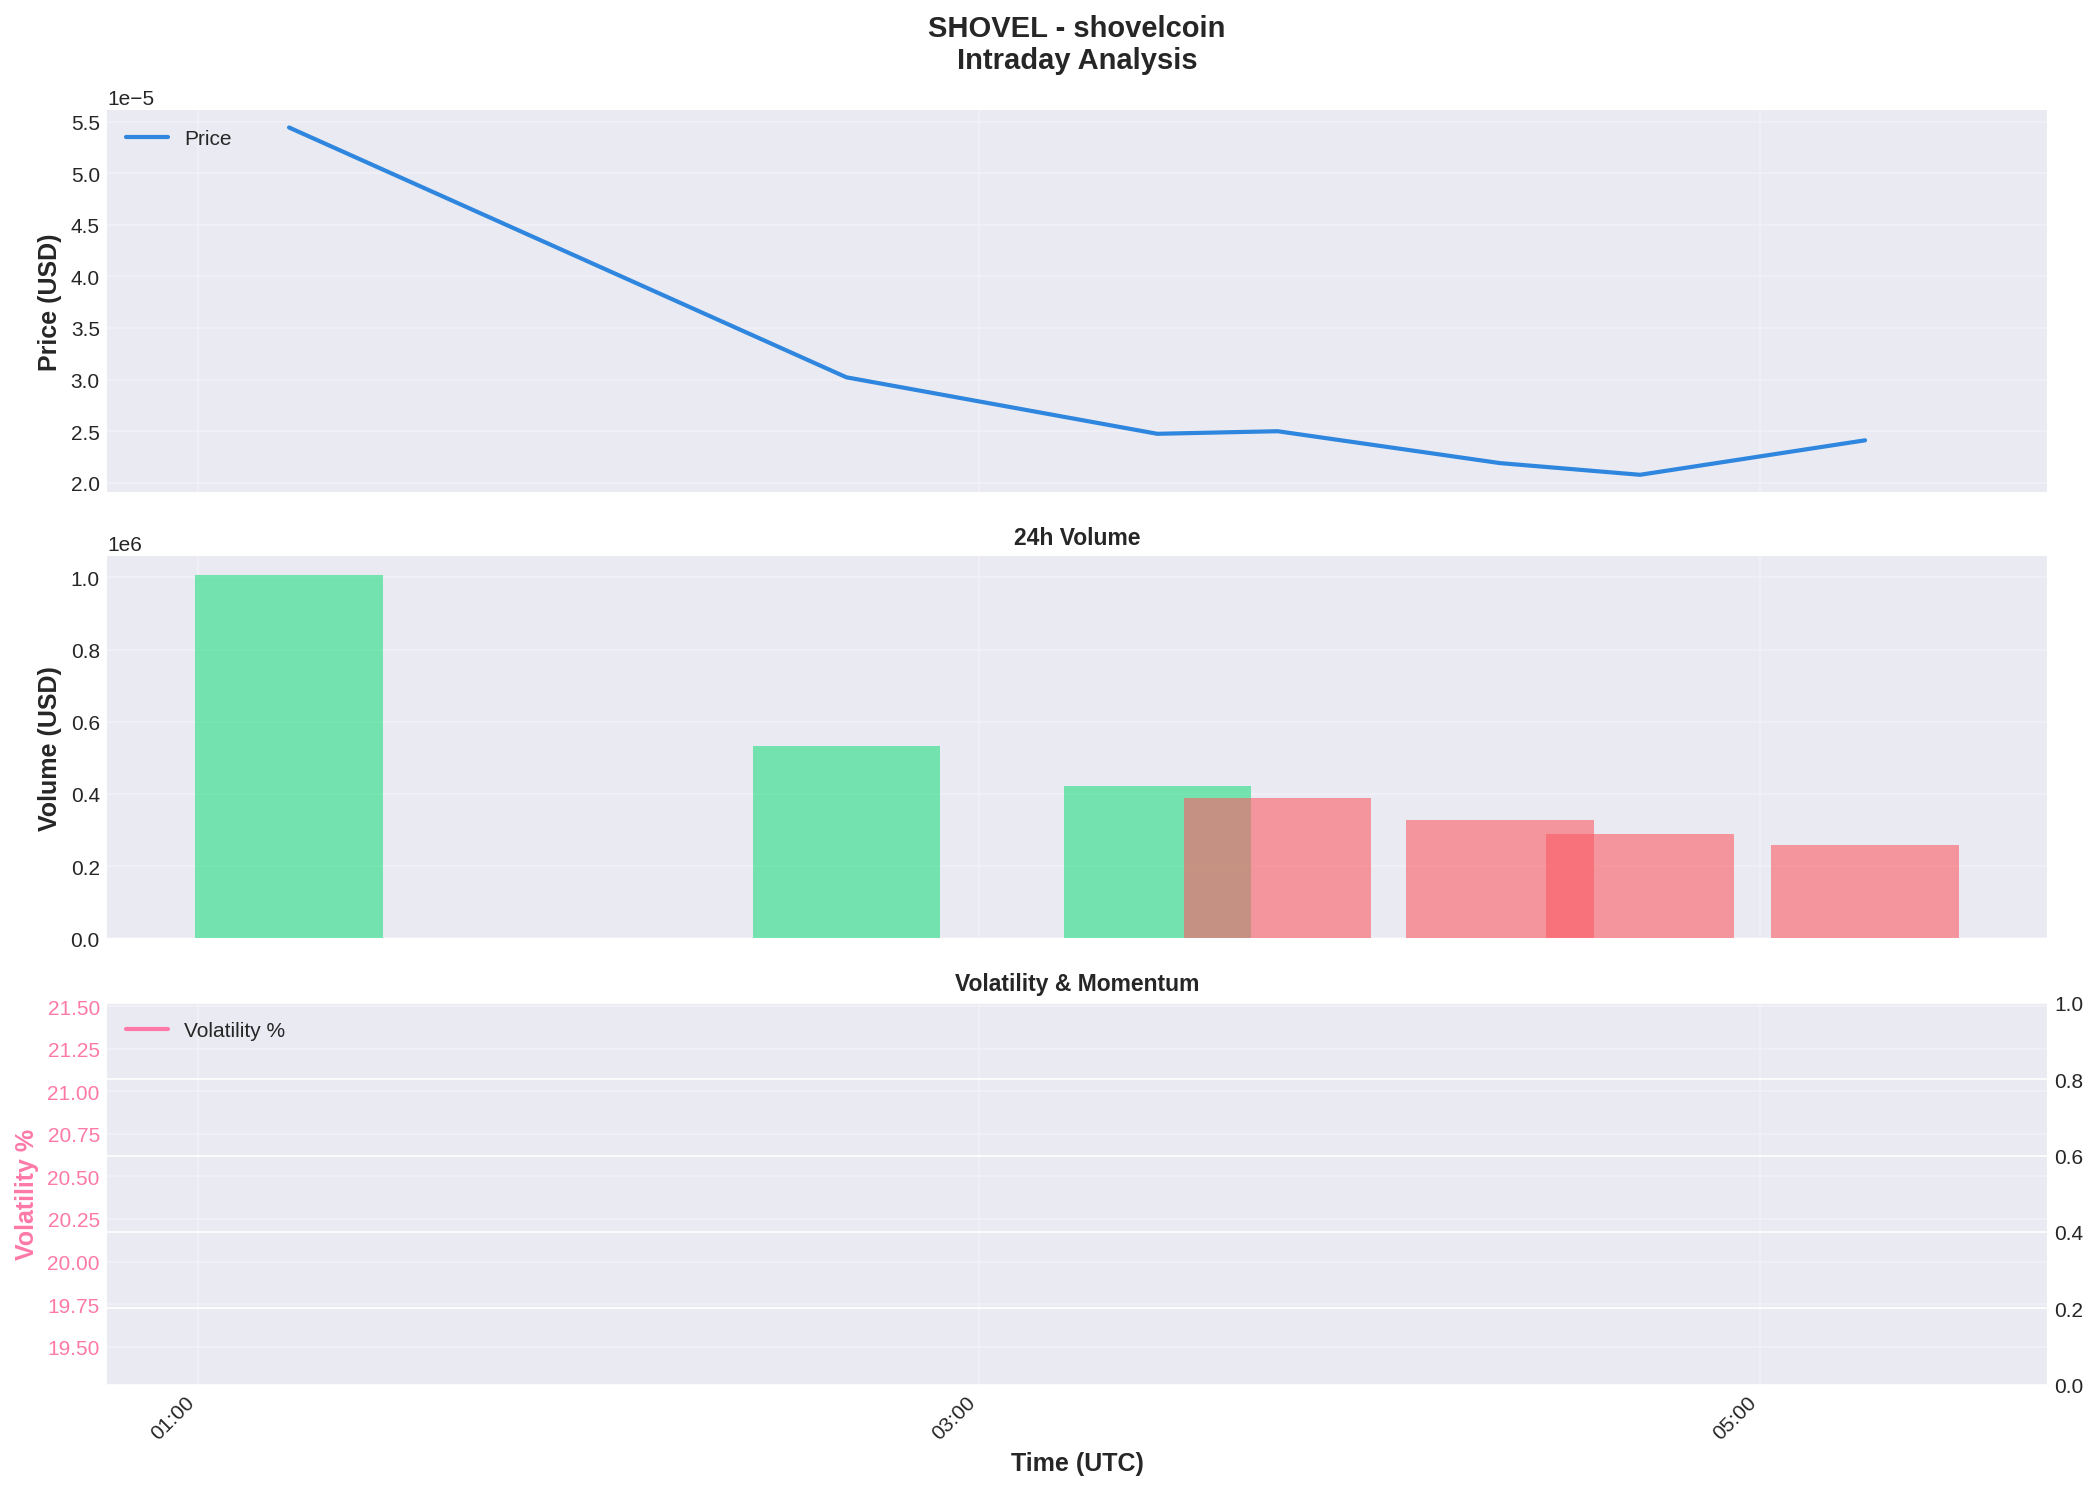 SHOVEL - shovelcoin
Intraday Analysis
1e−5
5.5
5.0
4.5
4.0
3.5
3.0
2.5
2.0
Price (USD)
Price
24h Volume
1e6
1.0
0.8
0.6
0.4
0.2
0.0
Volume (USD)
Volatility & Momentum
21.50
21.25
21.00
20.75
20.50
20.25
20.00
19.75
19.50
Volatility %
Volatility %
1.0
0.8
0.6
0.4
0.2
0.0
01:00
03:00
05:00
Time (UTC)